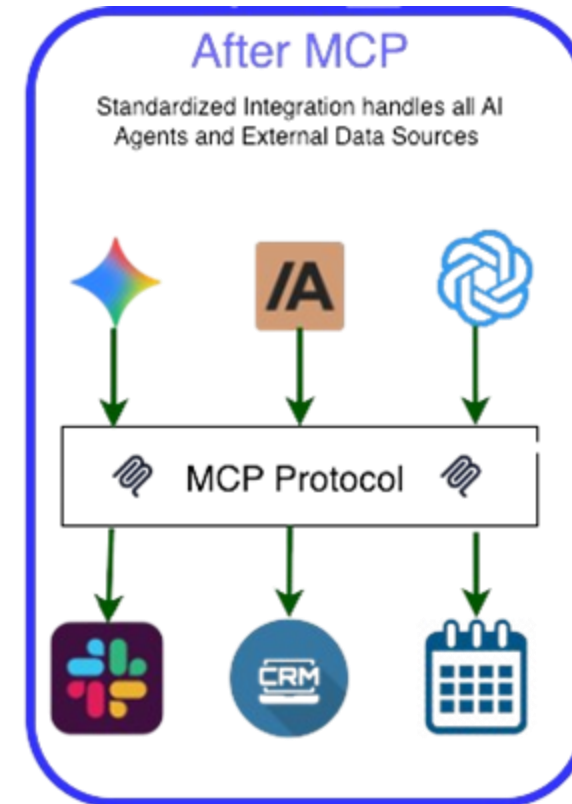 After MCP
Standardized Integration handles all AI
Agents and External Data Sources
MCP Protocol
CRM